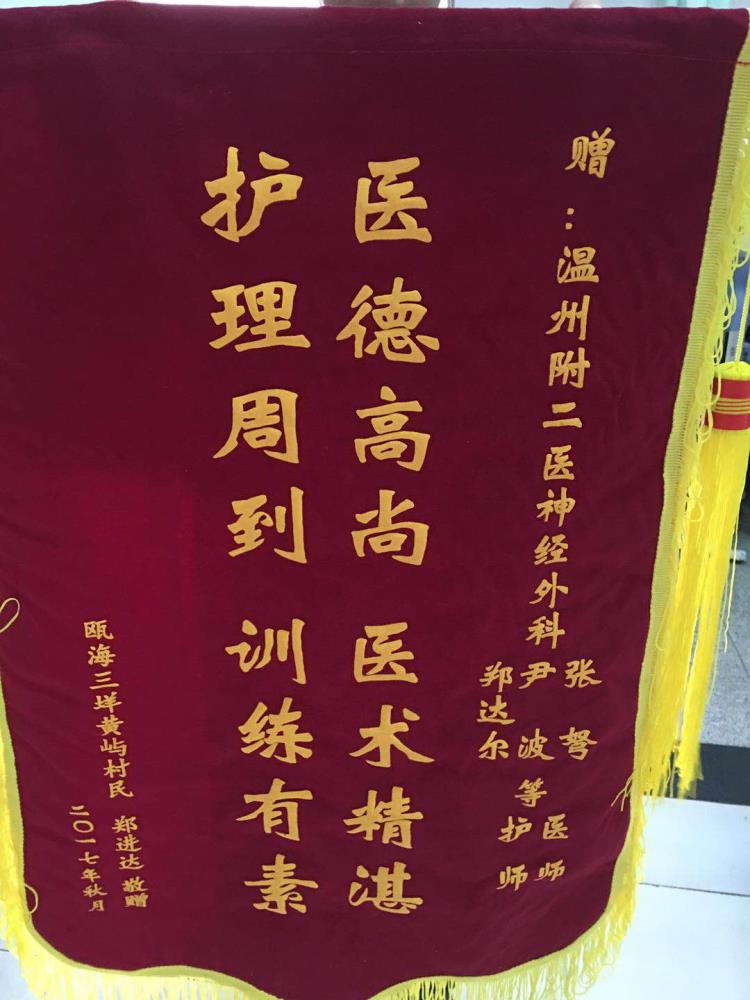 赠：温州附二医神经外科
张弩
尹波
郑达尔
等
医师
护师
医德高尚 医术精湛
护理周到 训练有素
瓯海三垟黄屿村民 郑进达 敬赠
二〇一七年秋月